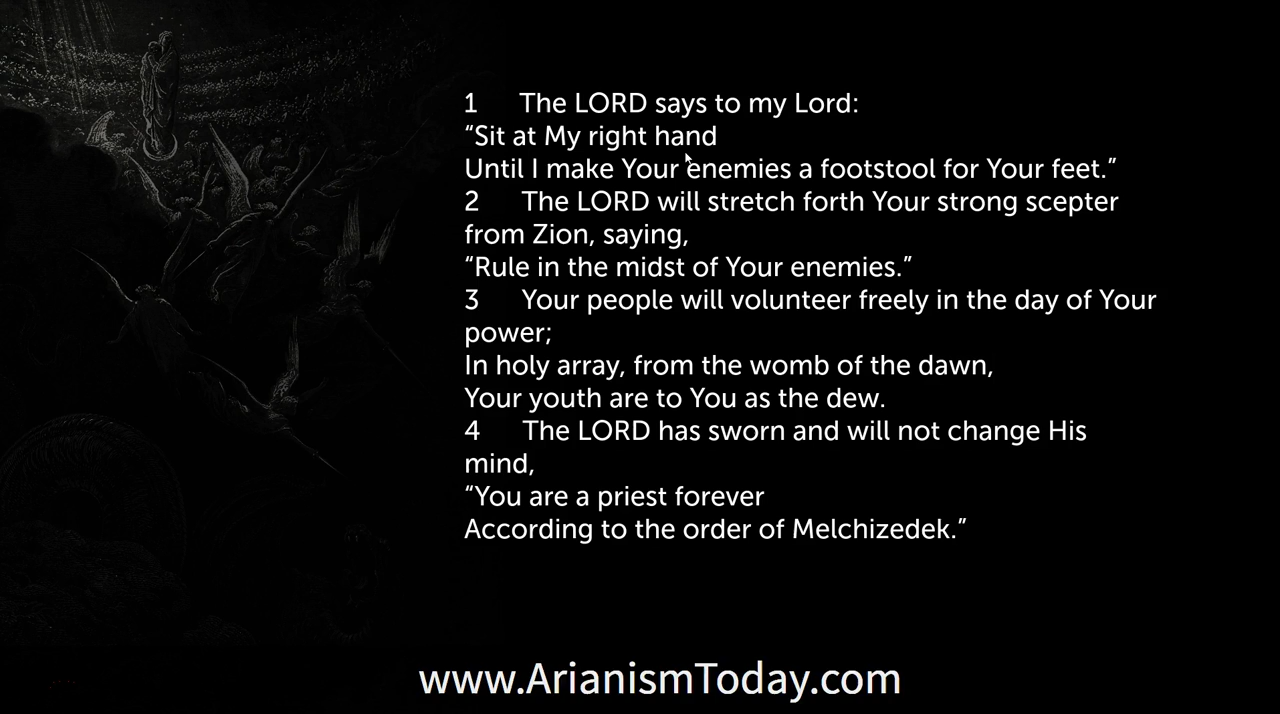 1 The LORD says to my Lord:
“Sit at My right hand
Until I make Your enemies a footstool for Your feet.”
2 The LORD will stretch forth Your strong scepter
from Zion, saying,
“Rule in the midst of Your enemies.”
3 Your people will volunteer freely in the day of Your
power;
In holy array, from the womb of the dawn,
Your youth are to You as the dew.
4 The LORD has sworn and will not change His
mind,
“You are a priest forever
According to the order of Melchizedek.”
www.ArianismToday.com